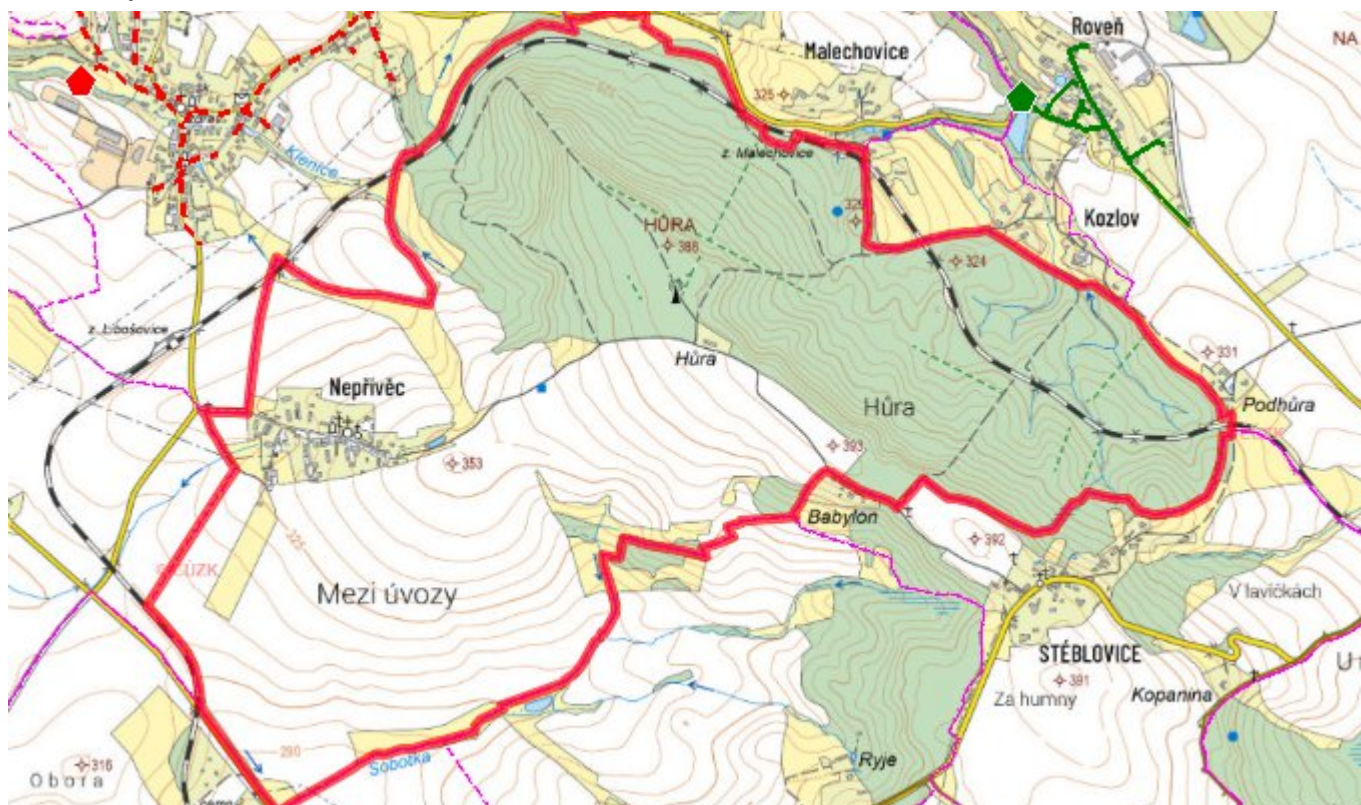 Roveň
NA
Malechovice
325
Klenice
z. Malechovice
HŮRA
388
324
Kozlov
z. Libošovice
331
Hůra
Nepřívěc
Hůra
Podhůra
353
393
Babylon
392
325
Mezi úvozy
V lavičkách
STÉBLOVICE
381
Za humny
Kopanina
290
316
Obora
Sobotka
Ryje